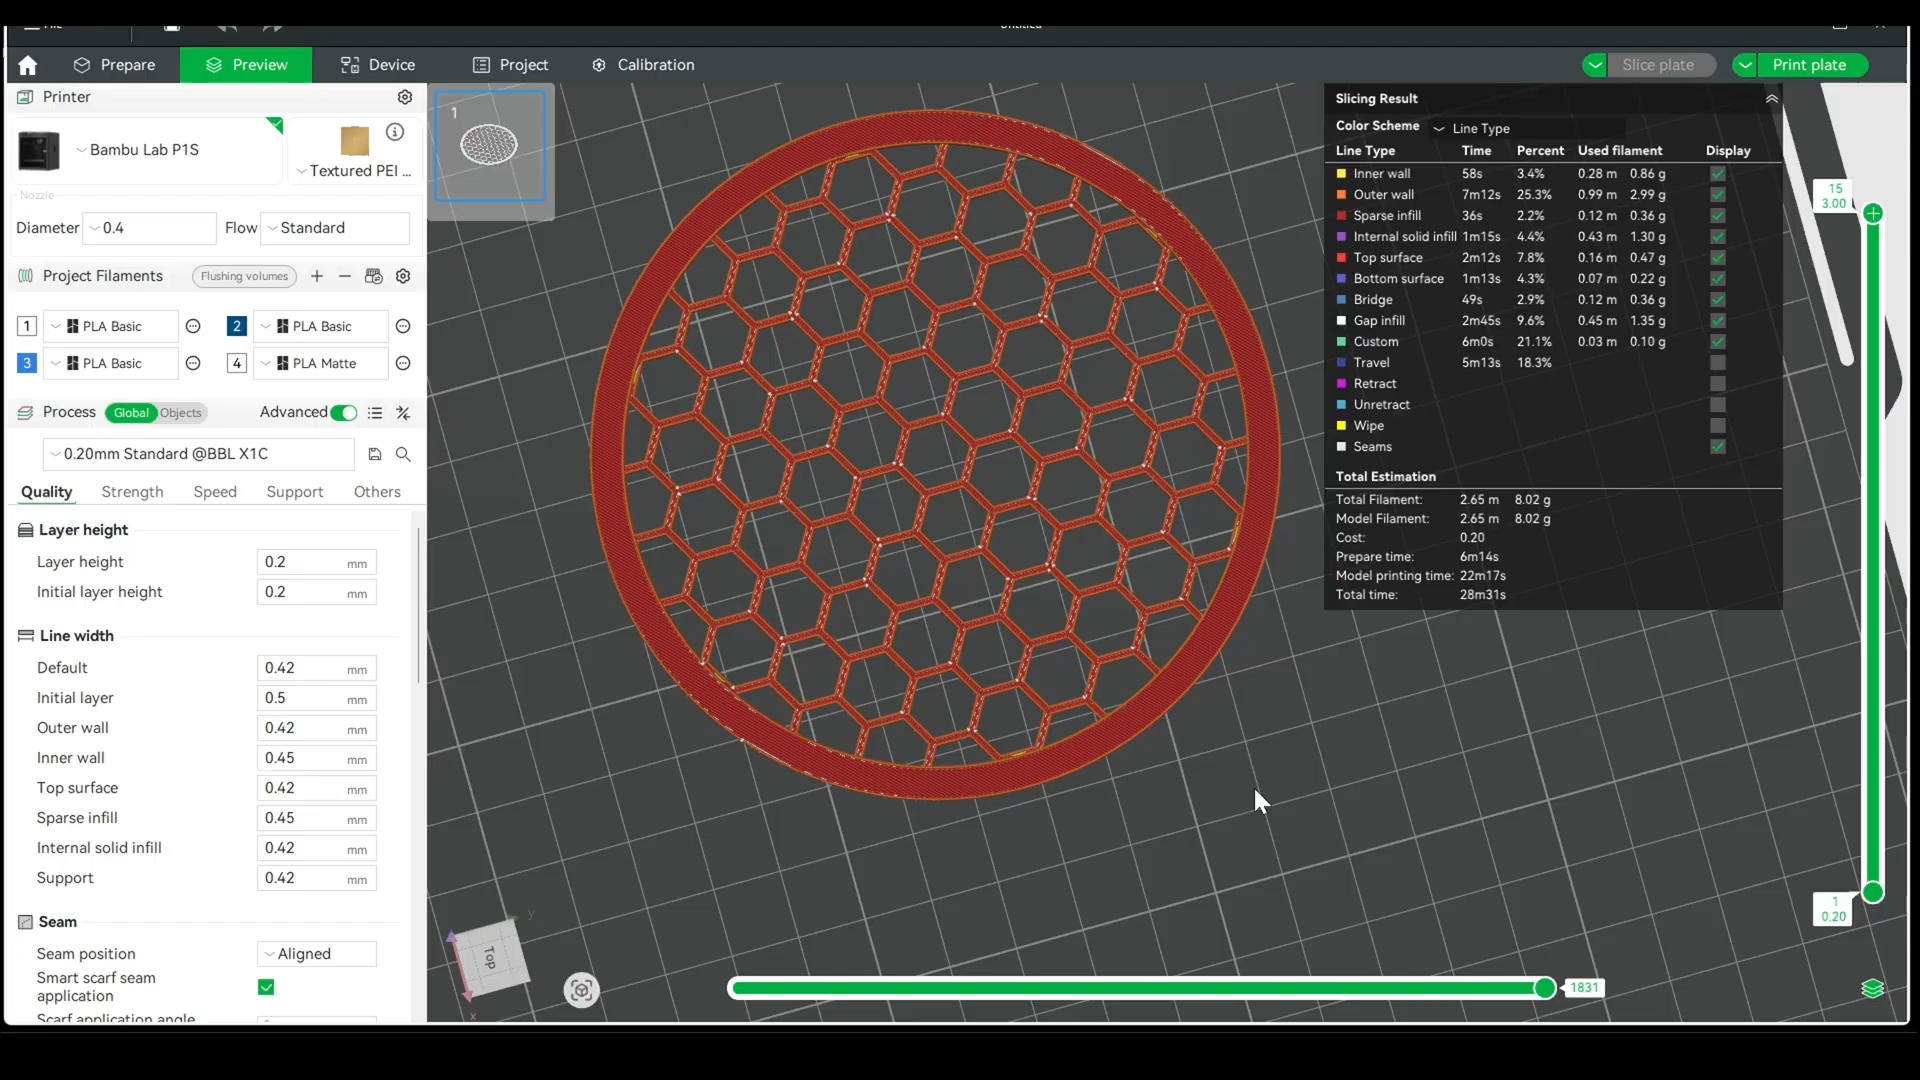 Untitled
Prepare
Preview
Device
Project
Calibration
Slice plate
Print plate
Printer
Bambu Lab P1S
Textured PEI ...
Nozzle
Diameter
0.4
Flow
Standard
Project Filaments
Flushing volumes
1 PLA Basic
2 PLA Basic
3 PLA Basic
4 PLA Matte
Process
Global
Objects
Advanced
0.20mm Standard @BBL X1C
Quality
Strength
Speed
Support
Others
Layer height
Layer height 0.2 mm
Initial layer height 0.2 mm
Line width
Default 0.42 mm
Initial layer 0.5 mm
Outer wall 0.42 mm
Inner wall 0.45 mm
Top surface 0.42 mm
Sparse infill 0.45 mm
Internal solid infill 0.42 mm
Support 0.42 mm
Seam
Seam position Aligned
Smart scarf seam
application
Scarf application angle
1
Top
y
x
1831
Slicing Result
Color Scheme Line Type
Line Type Time Percent Used filament Display
Inner wall 58s 3.4% 0.28 m 0.86 g
Outer wall 7m12s 25.3% 0.99 m 2.99 g
Sparse infill 36s 2.2% 0.12 m 0.36 g
Internal solid infill 1m15s 4.4% 0.43 m 1.30 g
Top surface 2m12s 7.8% 0.16 m 0.47 g
Bottom surface 1m13s 4.3% 0.07 m 0.22 g
Bridge 49s 2.9% 0.12 m 0.36 g
Gap infill 2m45s 9.6% 0.45 m 1.35 g
Custom 6m0s 21.1% 0.03 m 0.10 g
Travel 5m13s 18.3%
Retract
Unretract
Wipe
Seams
Total Estimation
Total Filament: 2.65 m 8.02 g
Model Filament: 2.65 m 8.02 g
Cost: 0.20
Prepare time: 6m14s
Model printing time: 22m17s
Total time: 28m31s
15
3.00
1
0.20